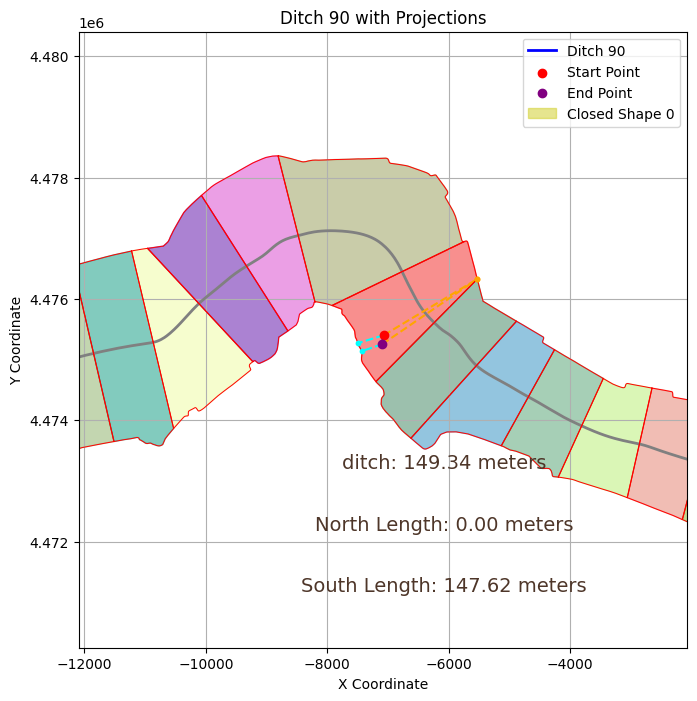 Ditch 90 with Projections
1e6
Ditch 90
Start Point
End Point
Closed Shape 0
4.480
4.478
4.476
4.474
4.472
Y Coordinate
ditch: 149.34 meters
North Length: 0.00 meters
South Length: 147.62 meters
−12000
−10000
−8000
−6000
−4000
X Coordinate